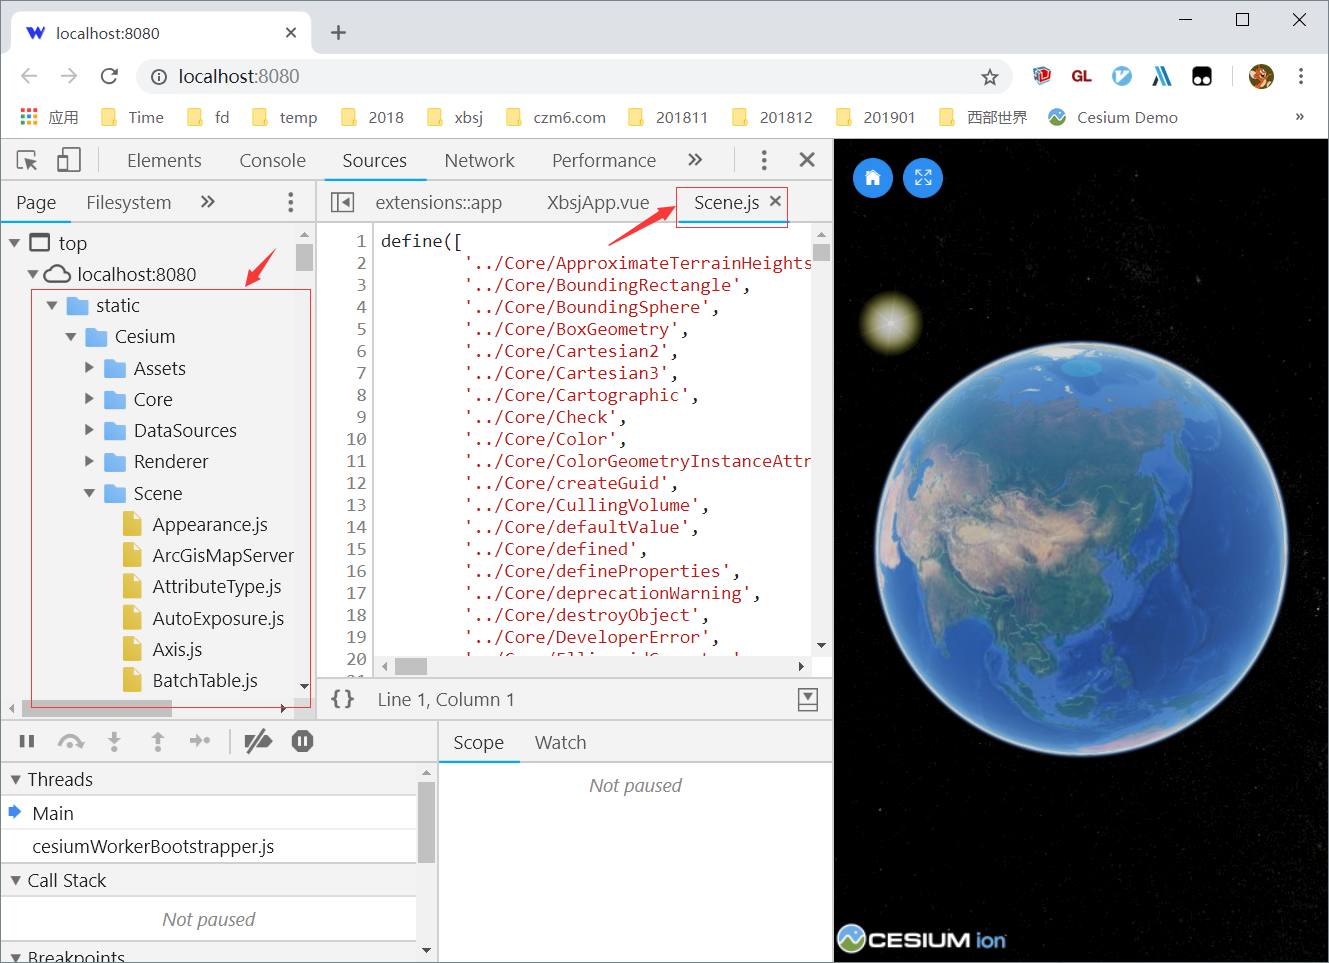 localhost:8080
localhost:8080
GL
应用 Time fd temp 2018 xbsj czm6.com 201811 201812 201901 西部世界 Cesium Demo »
Elements Console Sources Network Performance »
Page Filesystem »
extensions::app XbsjApp.vue Scene.js
top
localhost:8080
static
Cesium
Assets
Core
DataSources
Renderer
Scene
Appearance.js
ArcGisMapServer
AttributeType.js
AutoExposure.js
Axis.js
BatchTable.js
1 define([
2 '../Core/ApproximateTerrainHeights
3 '../Core/BoundingRectangle',
4 '../Core/BoundingSphere',
5 '../Core/BoxGeometry',
6 '../Core/Cartesian2',
7 '../Core/Cartesian3',
8 '../Core/Cartographic',
9 '../Core/Check',
10 '../Core/Color',
11 '../Core/ColorGeometryInstanceAttr
12 '../Core/createGuid',
13 '../Core/CullingVolume',
14 '../Core/defaultValue',
15 '../Core/defined',
16 '../Core/defineProperties',
17 '../Core/deprecationWarning',
18 '../Core/destroyObject',
19 '../Core/DeveloperError',
20
{} Line 1, Column 1
Threads
Main
cesiumWorkerBootstrapper.js
Call Stack
Not paused
Breakpoints
Scope Watch
Not paused
CESIUM ion